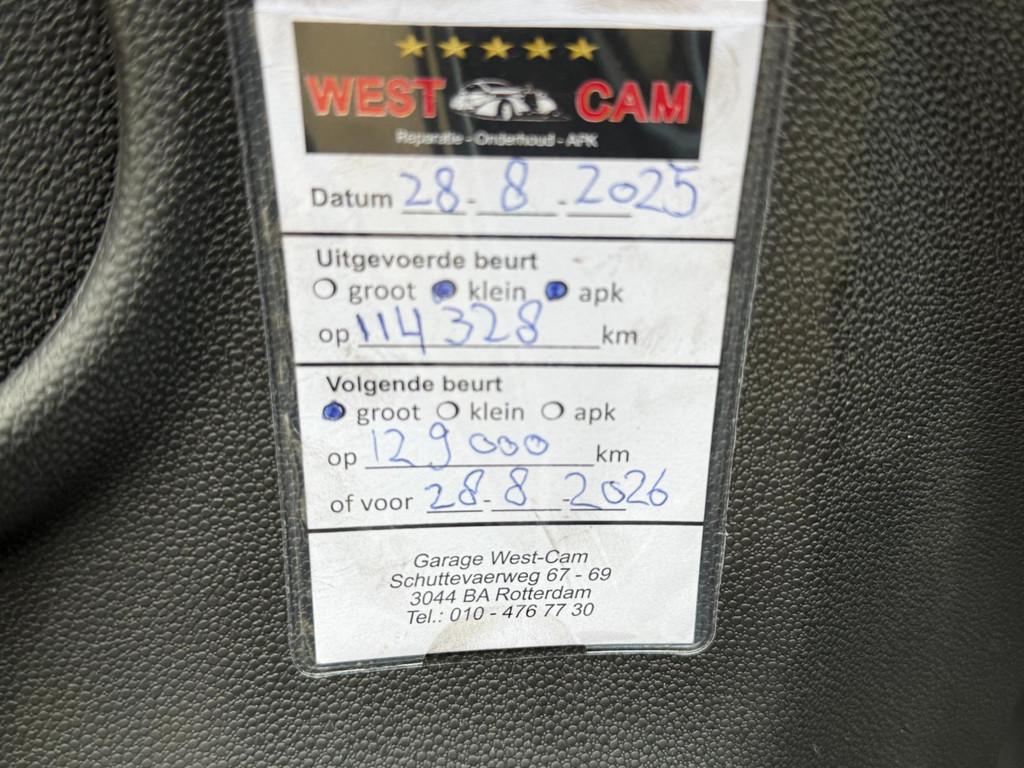 WEST CAM
Reparatie - Onderhoud - APK
Datum 28 - 8 - 2025
Uitgevoerde beurt
groot klein apk
op 114 328 km
Volgende beurt
groot klein apk
op 129 000 km
of voor 28 - 8 - 2026
Garage West-Cam
Schuttevaerweg 67 - 69
3044 BA Rotterdam
Tel.: 010 - 476 77 30